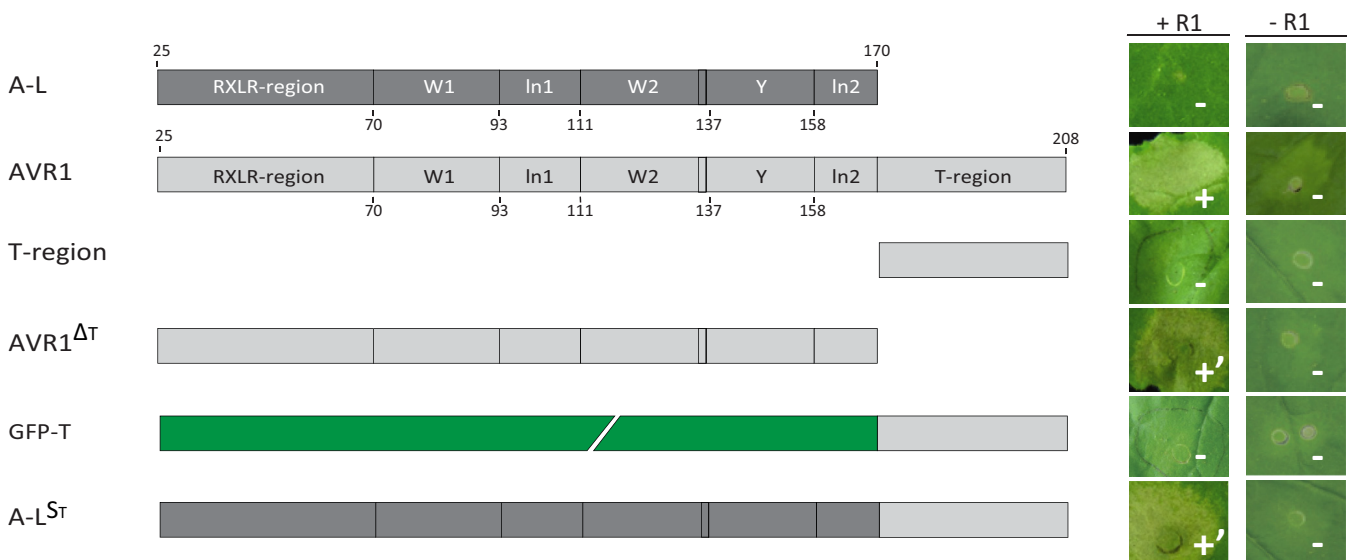 + R1 - R1
25 170
A-L RXLR-region W1 In1 W2 Y In2 - -
70 93 111 137 158
25 208
AVR1 RXLR-region W1 In1 W2 Y In2 T-region + -
70 93 111 137 158
T-region - -
AVR1ΔT +’ -
GFP-T - -
A-LST +’ -